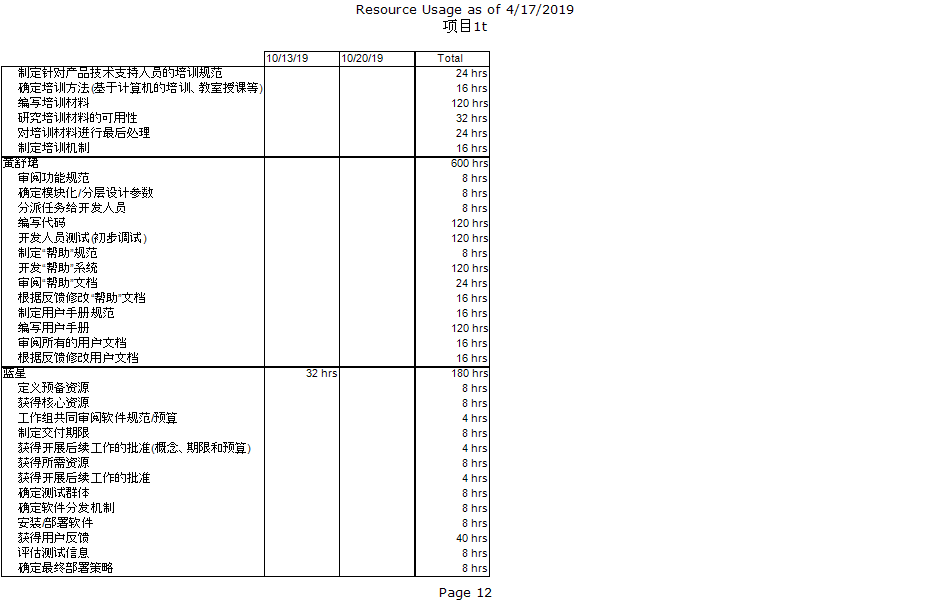 Resource Usage as of 4/17/2019
项目1t
10/13/19 10/20/19 Total
制定针对产品技术支持人员的培训规范 24 hrs
确定培训方法(基于计算机的培训、教室授课等) 16 hrs
编写培训材料 120 hrs
研究培训材料的可用性 32 hrs
对培训材料进行最后处理 24 hrs
制定培训机制 16 hrs
黄舒珺 600 hrs
审阅功能规范 8 hrs
确定模块化/分层设计参数 8 hrs
分派任务给开发人员 8 hrs
编写代码 120 hrs
开发人员测试(初步调试) 120 hrs
制定“帮助”规范 8 hrs
开发“帮助”系统 120 hrs
审阅“帮助”文档 24 hrs
根据反馈修改“帮助”文档 16 hrs
制定用户手册规范 16 hrs
编写用户手册 120 hrs
审阅所有的用户文档 16 hrs
根据反馈修改用户文档 16 hrs
蓝星 32 hrs 180 hrs
定义预备资源 8 hrs
获得核心资源 8 hrs
工作组共同审阅软件规范/预算 4 hrs
制定交付期限 8 hrs
获得开展后续工作的批准(概念、期限和预算) 4 hrs
获得所需资源 8 hrs
获得开展后续工作的批准 4 hrs
确定测试群体 8 hrs
确定软件分发机制 8 hrs
安装/部署软件 8 hrs
获得用户反馈 40 hrs
评估测试信息 8 hrs
确定最终部署策略 8 hrs
Page 12